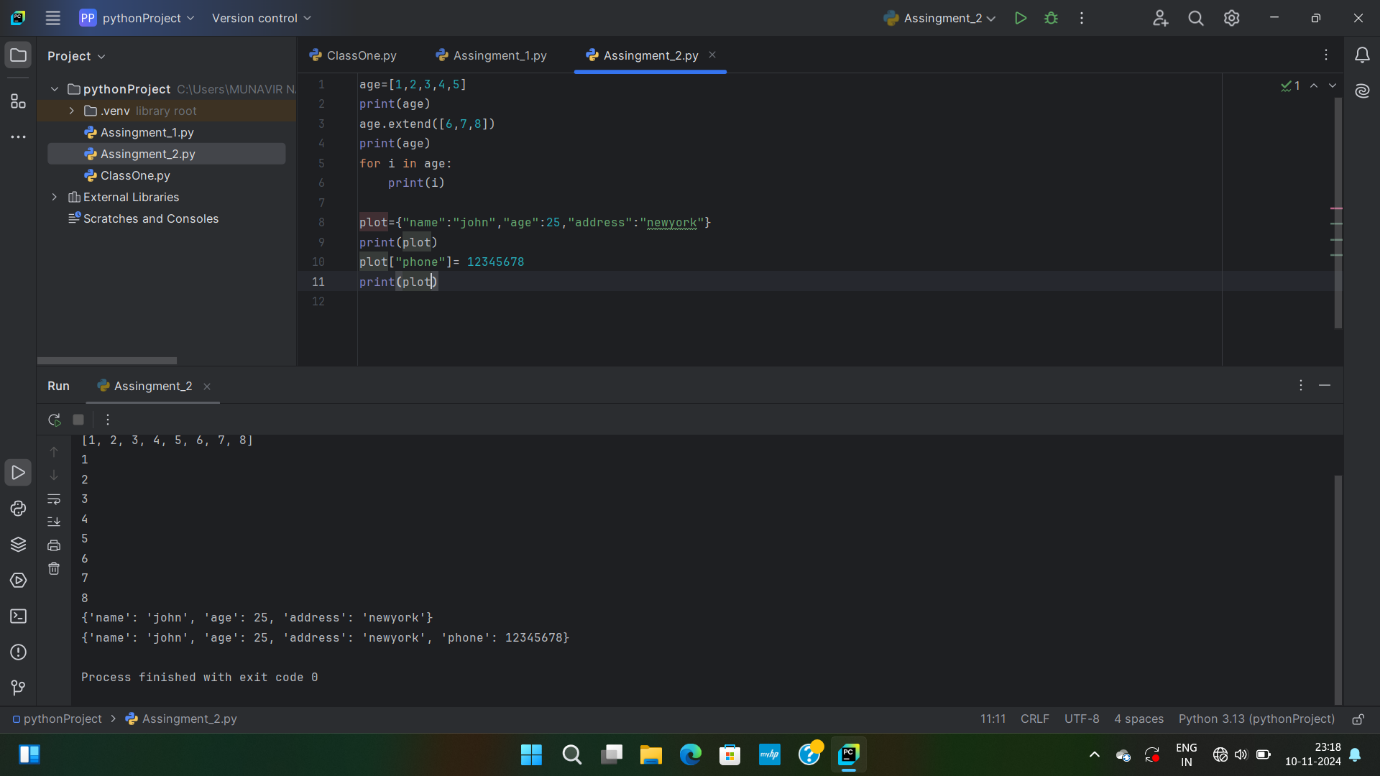 PP pythonProject Version control Assingment_2
Project
ClassOne.py Assingment_1.py Assingment_2.py
pythonProject C:\Users\MUNAVIR N
.venv library root
Assingment_1.py
Assingment_2.py
ClassOne.py
External Libraries
Scratches and Consoles
1 age=[1,2,3,4,5]
2 print(age)
3 age.extend([6,7,8])
4 print(age)
5 for i in age:
6 print(i)
7
8 plot={"name":"john","age":25,"address":"newyork"}
9 print(plot)
10 plot["phone"]= 12345678
11 print(plot)
12
1
Run Assingment_2
[1, 2, 3, 4, 5, 6, 7, 8]
1
2
3
4
5
6
7
8
{'name': 'john', 'age': 25, 'address': 'newyork'}
{'name': 'john', 'age': 25, 'address': 'newyork', 'phone': 12345678}
Process finished with exit code 0
pythonProject Assingment_2.py 11:11 CRLF UTF-8 4 spaces Python 3.13 (pythonProject)
myhp PC
ENG
IN
23:18
10-11-2024